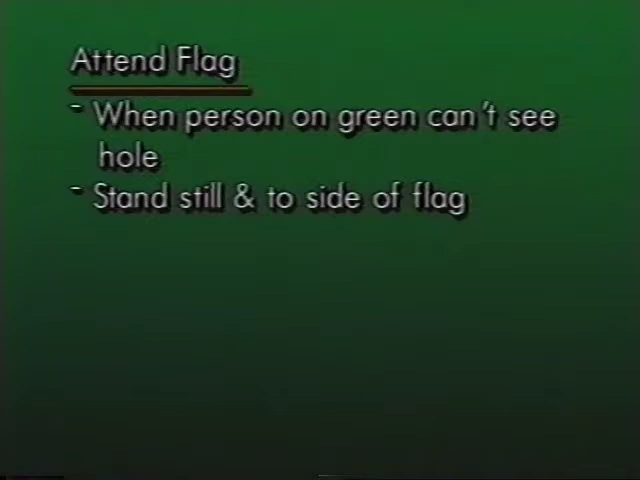 Attend Flag
- When person on green can't see
hole
- Stand still & to side of flag